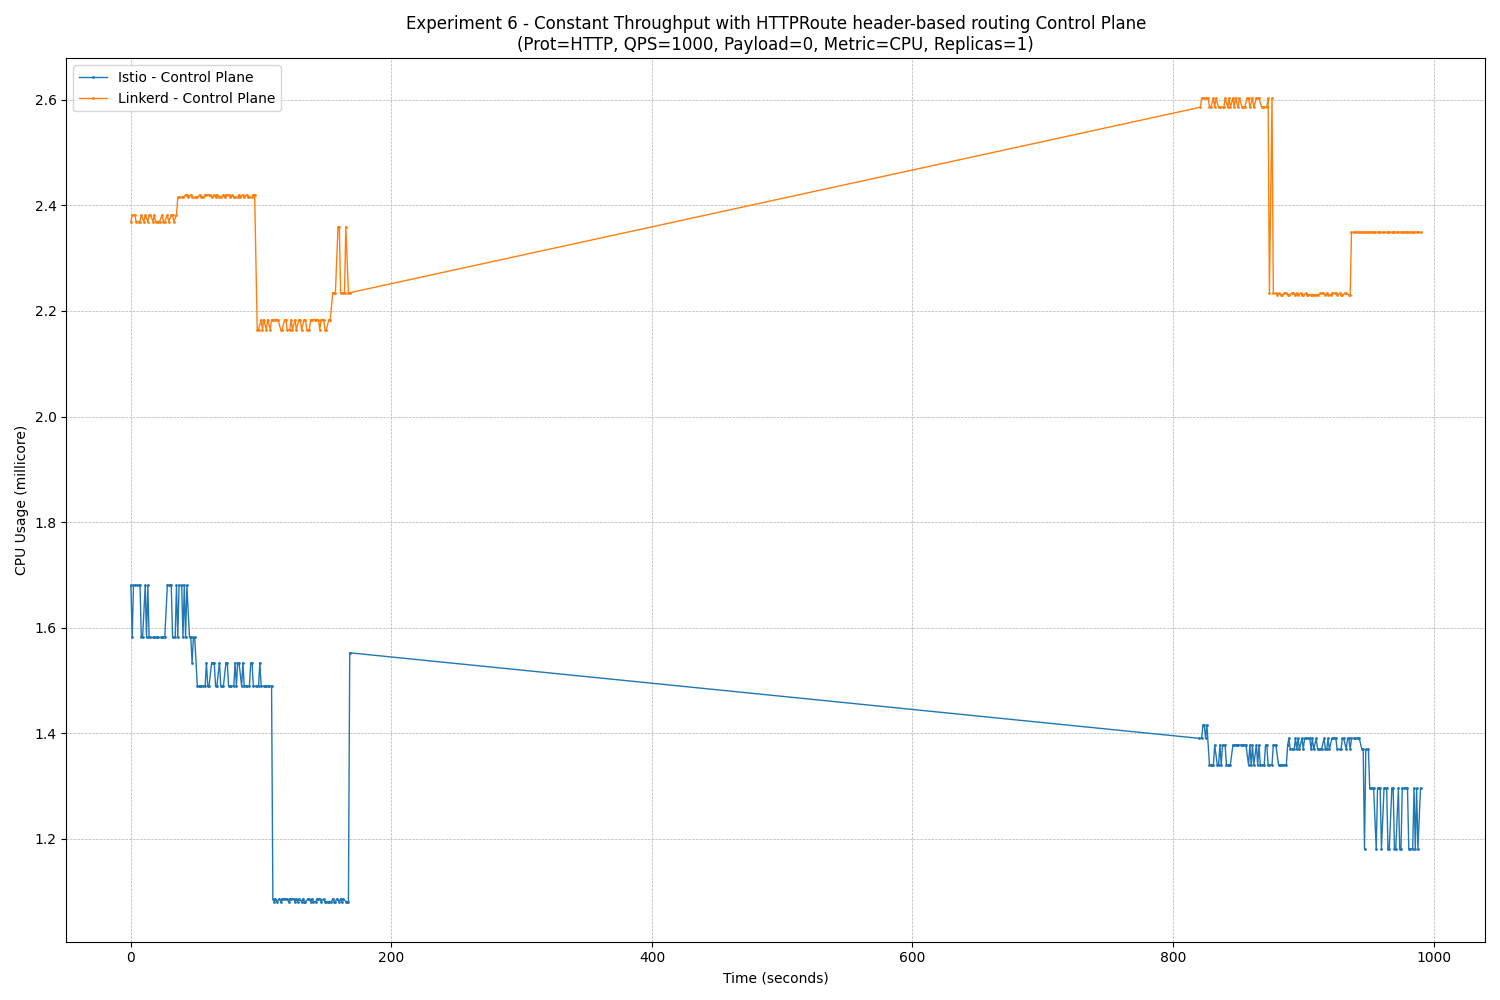 Experiment 6 - Constant Throughput with HTTPRoute header-based routing Control Plane
(Prot=HTTP, QPS=1000, Payload=0, Metric=CPU, Replicas=1)
Istio - Control Plane
Linkerd - Control Plane
CPU Usage (millicore)
2.6
2.4
2.2
2.0
1.8
1.6
1.4
1.2
0
200
400
600
800
1000
Time (seconds)